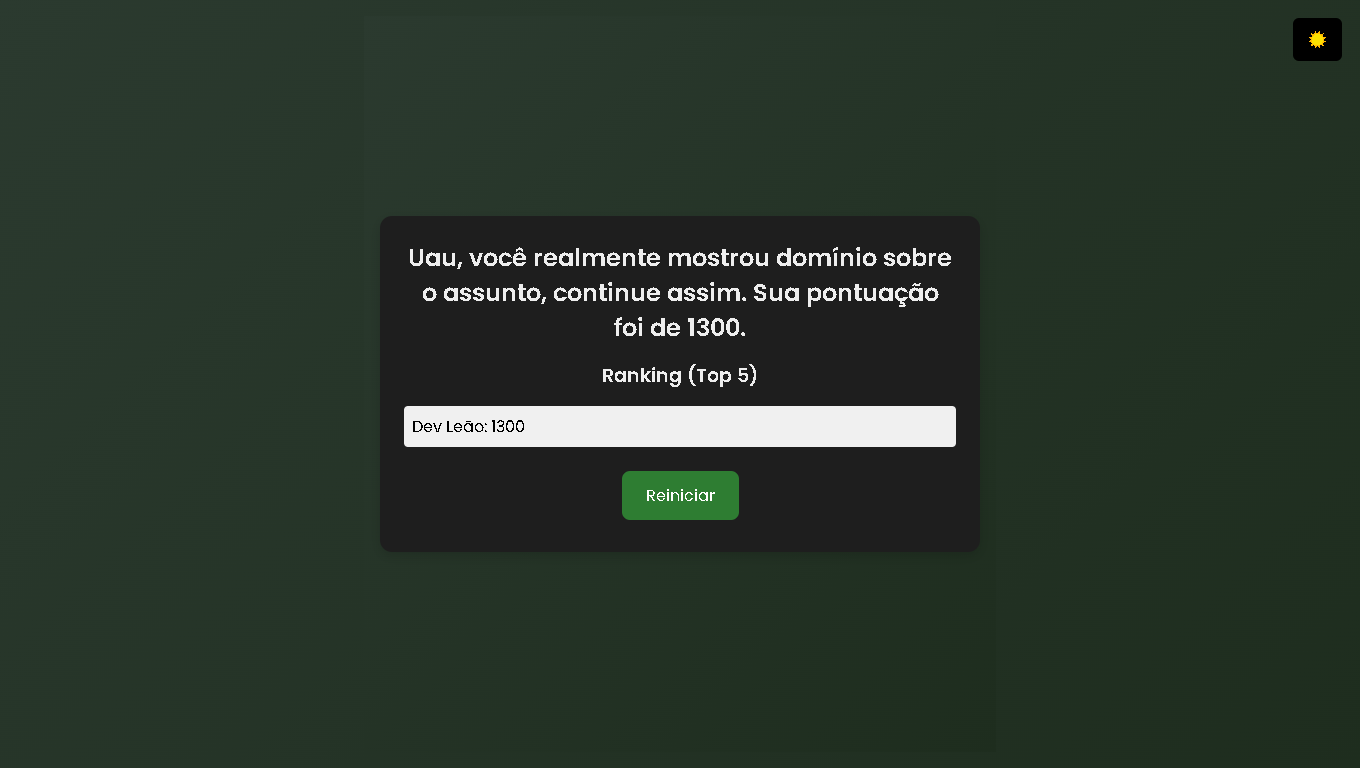 Uau, você realmente mostrou domínio sobre
o assunto, continue assim. Sua pontuação
foi de 1300.
Ranking (Top 5)
Dev Leão: 1300
Reiniciar